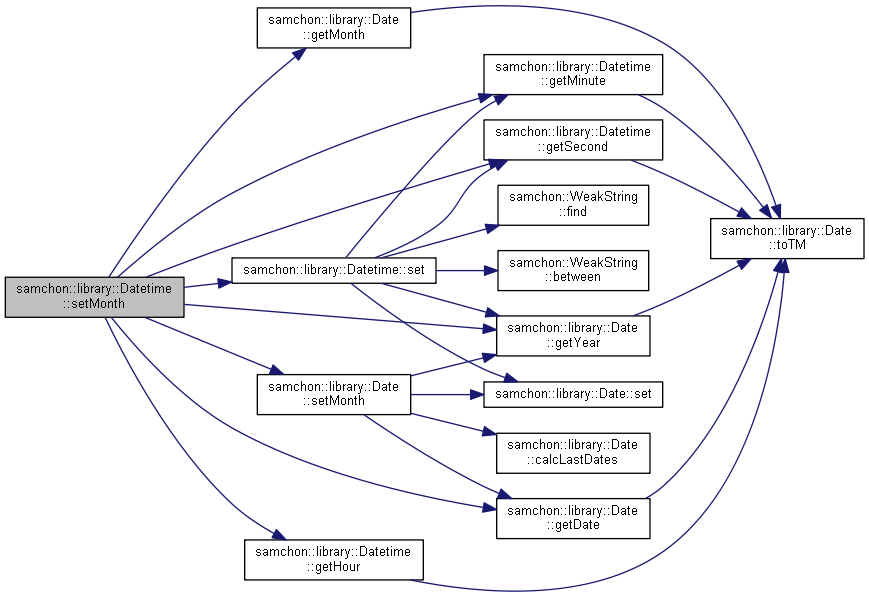 samchon::library::Date
::getMonth
samchon::library::Datetime
::getMinute
samchon::library::Datetime
::getSecond
samchon::WeakString
::find
samchon::library::Date
::toTM
samchon::WeakString
::between
samchon::library::Datetime::set
samchon::library::Datetime
::setMonth
samchon::library::Date
::getYear
samchon::library::Date
::setMonth
samchon::library::Date::set
samchon::library::Date
::calcLastDates
samchon::library::Date
::getDate
samchon::library::Datetime
::getHour